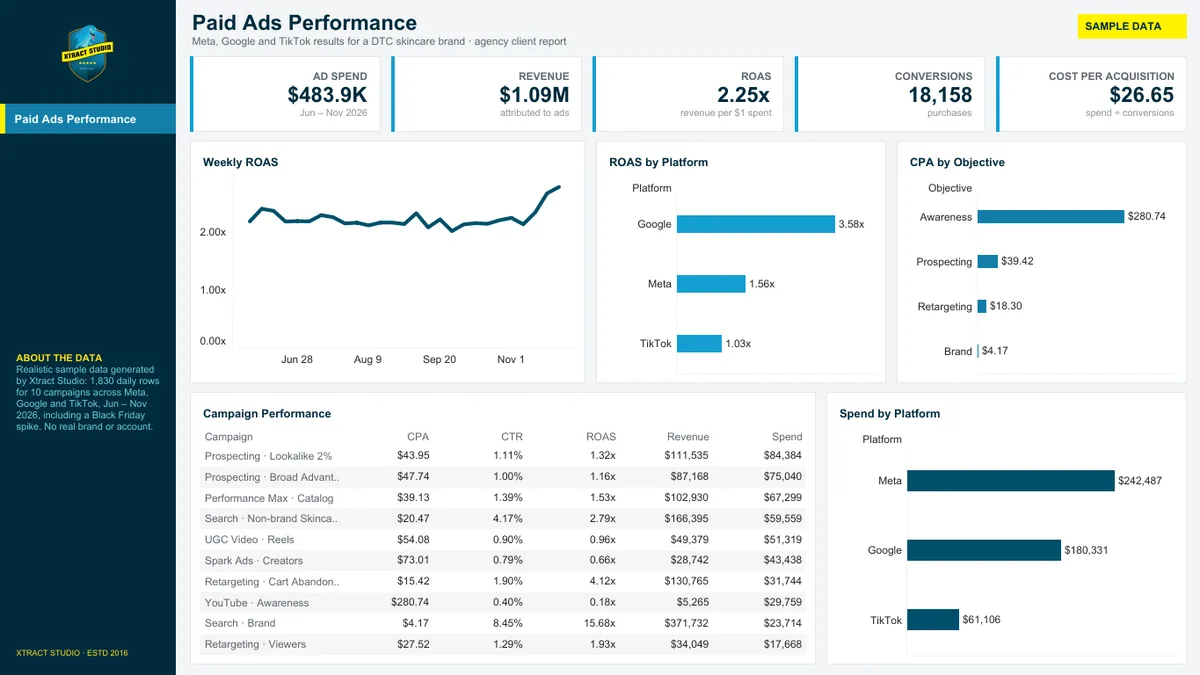 XTRACT STUDIO
Paid Ads Performance
ABOUT THE DATA
Realistic sample data generated
by Xtract Studio: 1,830 daily rows
for 10 campaigns across Meta,
Google and TikTok, Jun – Nov
2026, including a Black Friday
spike. No real brand or account.
XTRACT STUDIO · ESTD 2016
Paid Ads Performance
Meta, Google and TikTok results for a DTC skincare brand · agency client report
SAMPLE DATA
AD SPEND
$483.9K
Jun – Nov 2026
REVENUE
$1.09M
attributed to ads
ROAS
2.25x
revenue per $1 spent
CONVERSIONS
18,158
purchases
COST PER ACQUISITION
$26.65
spend ÷ conversions
Weekly ROAS
2.00x
1.00x
0.00x
Jun 28 Aug 9 Sep 20 Nov 1
ROAS by Platform
Platform
Google 3.58x
Meta 1.56x
TikTok 1.03x
CPA by Objective
Objective
Awareness $280.74
Prospecting $39.42
Retargeting $18.30
Brand $4.17
Campaign Performance
Campaign CPA CTR ROAS Revenue Spend
Prospecting · Lookalike 2% $43.95 1.11% 1.32x $111,535 $84,384
Prospecting · Broad Advant.. $47.74 1.00% 1.16x $87,168 $75,040
Performance Max · Catalog $39.13 1.39% 1.53x $102,930 $67,299
Search · Non-brand Skinca.. $20.47 4.17% 2.79x $166,395 $59,559
UGC Video · Reels $54.08 0.90% 0.96x $49,379 $51,319
Spark Ads · Creators $73.01 0.79% 0.66x $28,742 $43,438
Retargeting · Cart Abandon.. $15.42 1.90% 4.12x $130,765 $31,744
YouTube · Awareness $280.74 0.40% 0.18x $5,265 $29,759
Search · Brand $4.17 8.45% 15.68x $371,732 $23,714
Retargeting · Viewers $27.52 1.29% 1.93x $34,049 $17,668
Spend by Platform
Platform
Meta $242,487
Google $180,331
TikTok $61,106